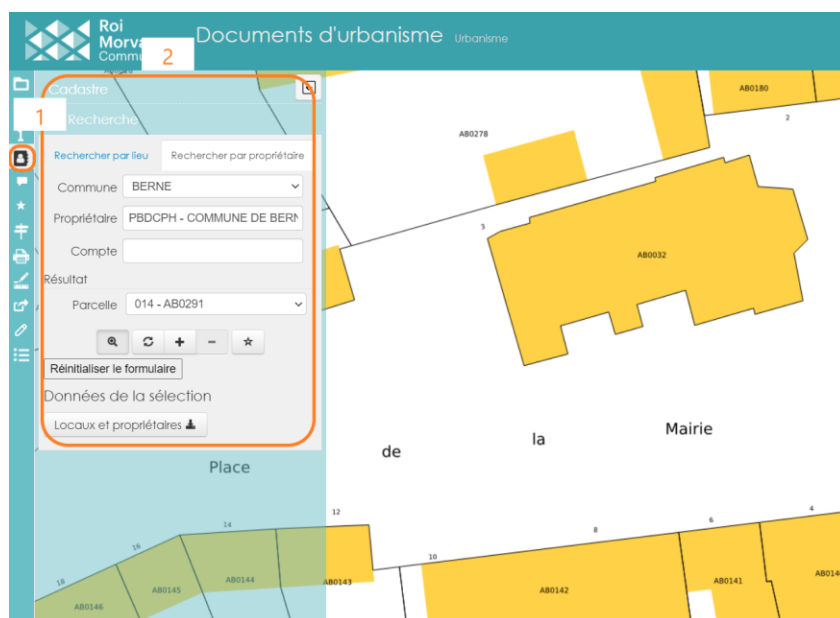 Roi
Morva
Commu
Documents d'urbanisme Urbanisme
2
1
Cadastre
Recherche
Rechercher par lieu Rechercher par propriétaire
Commune BERNE
Propriétaire PBDCPH - COMMUNE DE BERN
Compte
Résultat
Parcelle 014 - AB0291
Réinitialiser le formulaire
Données de la sélection
Locaux et propriétaires
AB0180
2
AB0278
3
AB0032
Place de la Mairie
12
14
16
18
10
8
6
4
AB0146
AB0145
AB0144
AB0143
AB0142
AB0141
AB014